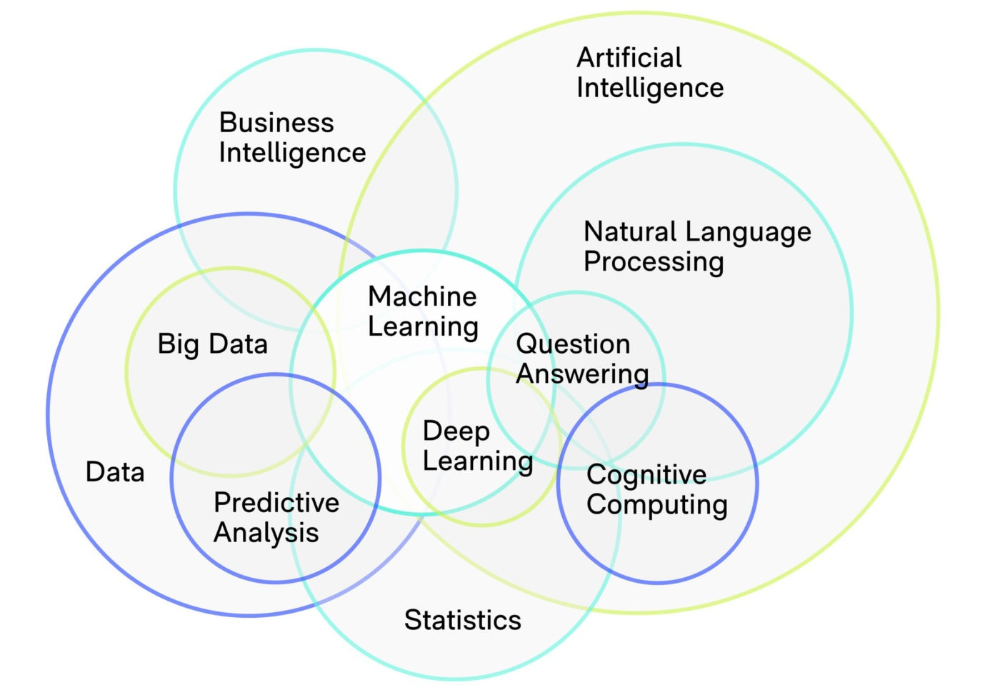 Artificial
Intelligence
Business
Intelligence
Natural Language
Processing
Machine
Learning
Big Data
Question
Answering
Deep
Learning
Data
Cognitive
Computing
Predictive
Analysis
Statistics